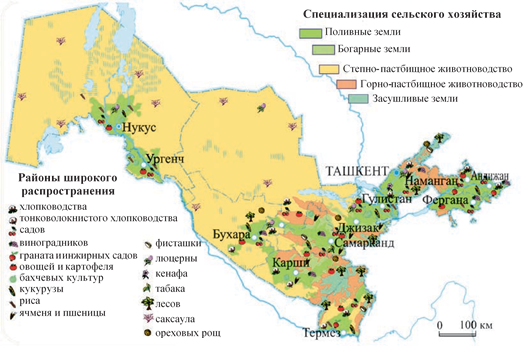 Специализация сельского хозяйства
Поливные земли
Богарные земли
Степно-пастбищное животноводство
Горно-пастбищное животноводство
Засушливые земли
Нукус
Ургенч
ТАШКЕНТ
Наманган
Андижан
Гулистан
Фергана
Джизак
Бухара
Самарканд
Карши
Термез
Районы широкого
распространения
хлопководства
тонковолокнистого хлопководства
садов
виноградников
граната иинжирных садов
овощей и картофеля
бахчевых культур
кукурузы
риса
ячменя и пшеницы
фисташки
люцерны
кенафа
табака
лесов
саксаула
ореховых рощ
0 100 км